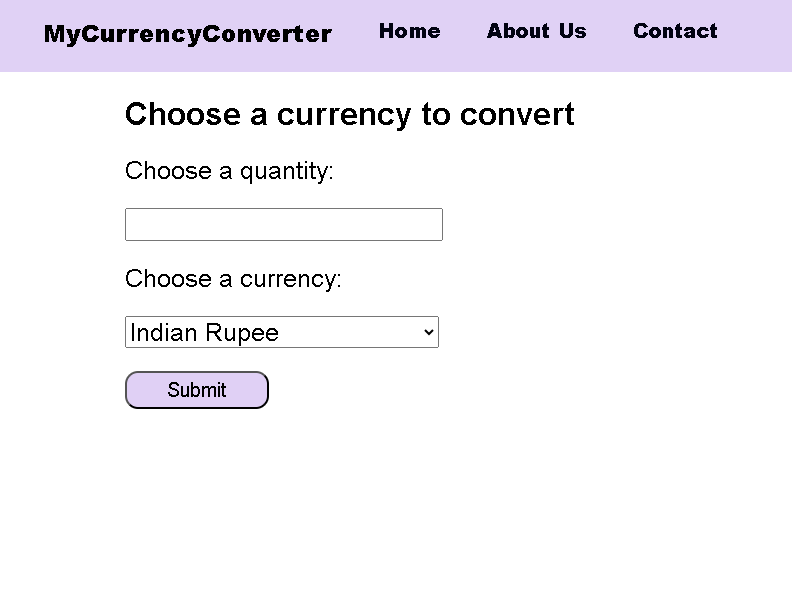 MyCurrencyConverter Home About Us Contact
Choose a currency to convert
Choose a quantity:
Choose a currency:
Indian Rupee
Submit